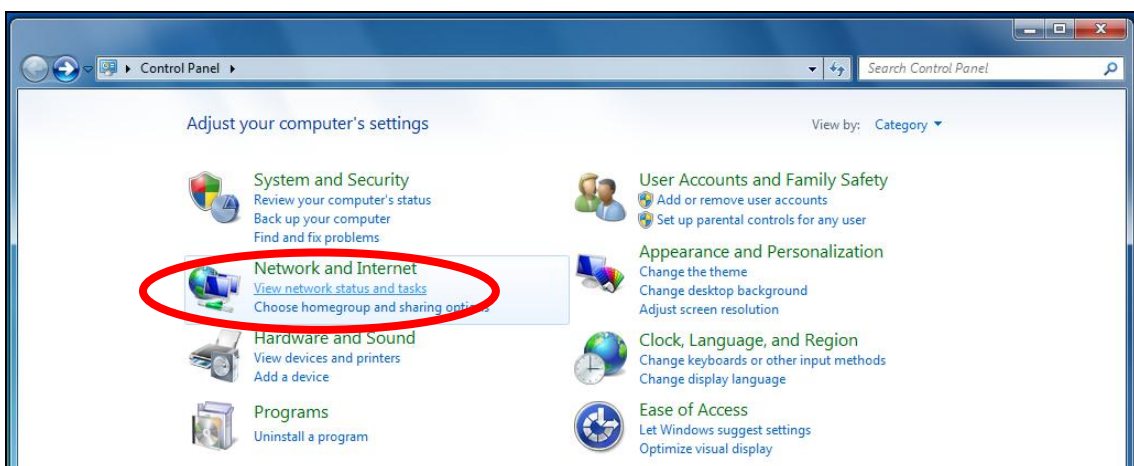 Control Panel
Search Control Panel
Adjust your computer's settings
View by: Category
System and Security
Review your computer's status
Back up your computer
Find and fix problems
Network and Internet
View network status and tasks
Choose homegroup and sharing options
Hardware and Sound
View devices and printers
Add a device
Programs
Uninstall a program
User Accounts and Family Safety
Add or remove user accounts
Set up parental controls for any user
Appearance and Personalization
Change the theme
Change desktop background
Adjust screen resolution
Clock, Language, and Region
Change keyboards or other input methods
Change display language
Ease of Access
Let Windows suggest settings
Optimize visual display